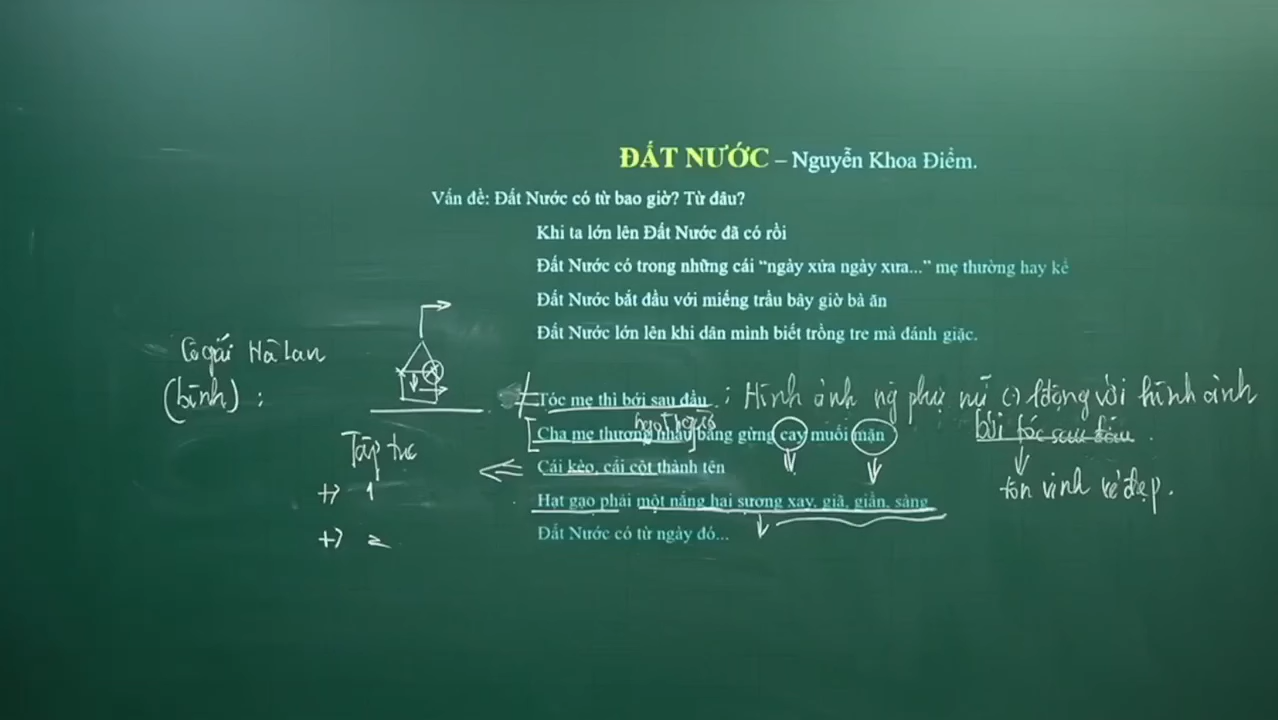 ĐẤT NƯỚC – Nguyễn Khoa Điềm.
Vấn đề: Đất Nước có từ bao giờ? Từ đâu?
Khi ta lớn lên Đất Nước đã có rồi
Đất Nước có trong những cái “ngày xửa ngày xưa...” mẹ thường hay kể
Đất Nước bắt đầu với miếng trầu bây giờ bà ăn
Đất Nước lớn lên khi dân mình biết trồng tre mà đánh giặc.
Cô gái Hà Lan
(bình) :
Tóc mẹ thì bới sau đầu : Hình ảnh ng phụ nữ với hình ảnh
bới tóc sau đầu .
Cha mẹ thương nhau bằng gừng cay muối mặn
Tập tục
Cái kèo, cái cột thành tên
tôn vinh vẻ đẹp.
+) 1
Hạt gạo phải một nắng hai sương xay, giã, giần, sàng
+) 2
Đất Nước có từ ngày đó...